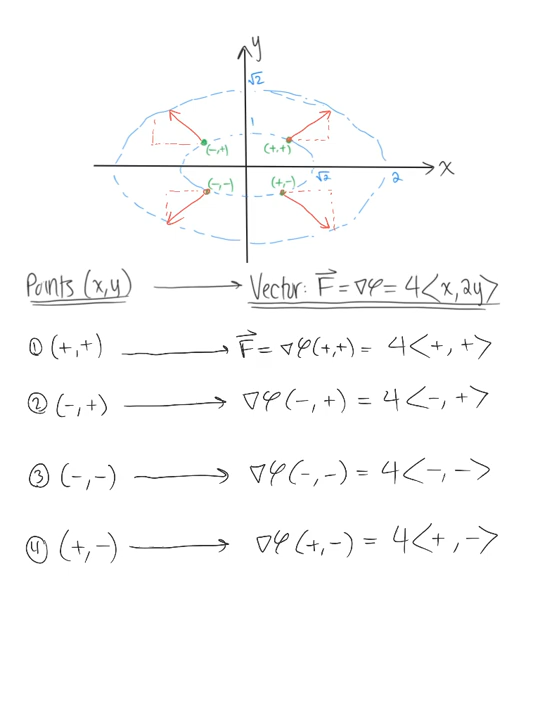 y
√2
1
(-,+) (+,+)
x
(-,-) (+,-) √2 2
Points (x,y) → Vector: F⃗ = ∇φ = 4<x,2y>
① (+,+) → F⃗ = ∇φ(+,+) = 4<+,+>
② (-,+) → ∇φ(-,+) = 4<-,+>
③ (-,-) → ∇φ(-,-) = 4<-,->
④ (+,-) → ∇φ(+,-) = 4<+,->